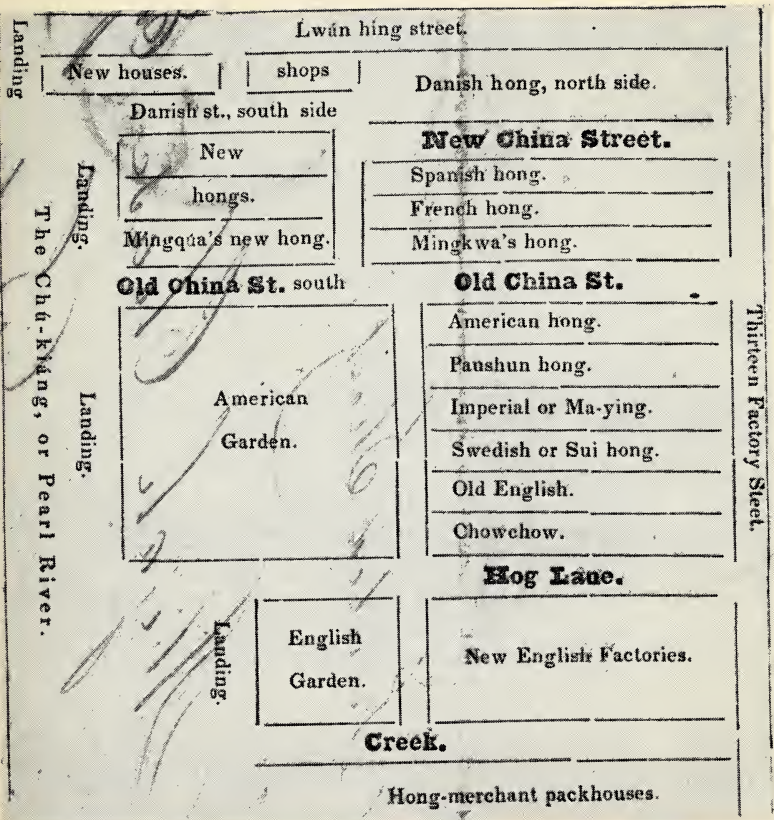 Lwán hing street.
Landing
New houses.
shops
Danish hong, north side.
Danish st., south side
New China Street.
New
hongs.
Mingqúa's new hong.
Landing.
Spanish hong.
French hong.
Mingkwa's hong.
Old China St. south
Old China St.
The Chú-kiáng, or Pearl River.
Landing.
American
Garden.
American hong.
Paushun hong.
Imperial or Ma-ying.
Swedish or Sui hong.
Old English.
Chowchow.
Thirteen Factory Steet.
Hog Lane.
Landing.
English
Garden.
New English Factories.
Creek.
Hong-merchant packhouses.